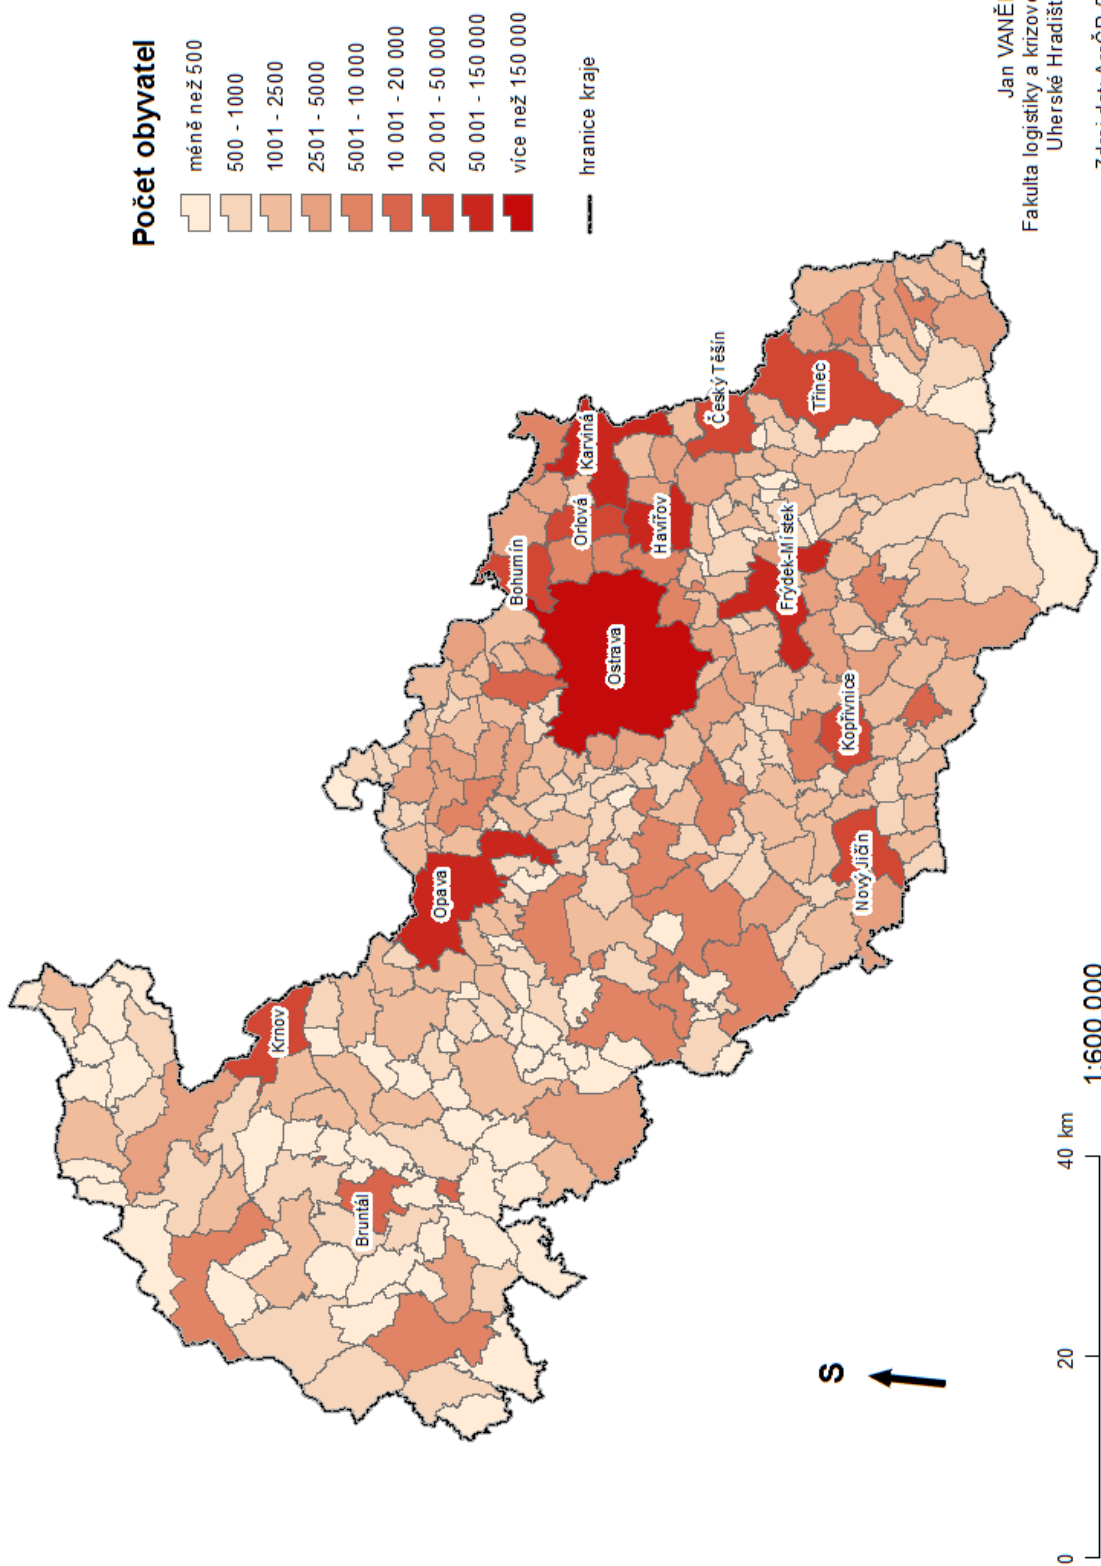 Počet obyvatel
méně než 500
500 - 1000
1001 - 2500
2501 - 5000
5001 - 10 000
10 001 - 20 000
20 001 - 50 000
50 001 - 150 000
více než 150 000
hranice kraje
Krnov
Bruntál
Opava
Bohumín
Ostrava
Orlová
Karviná
Havířov
Český Těšín
Třinec
Frýdek-Místek
Kopřivnice
Nový Jičín
S
0 20 40 km
1:600 000
Jan
Fakulta logistiky a
Uherské